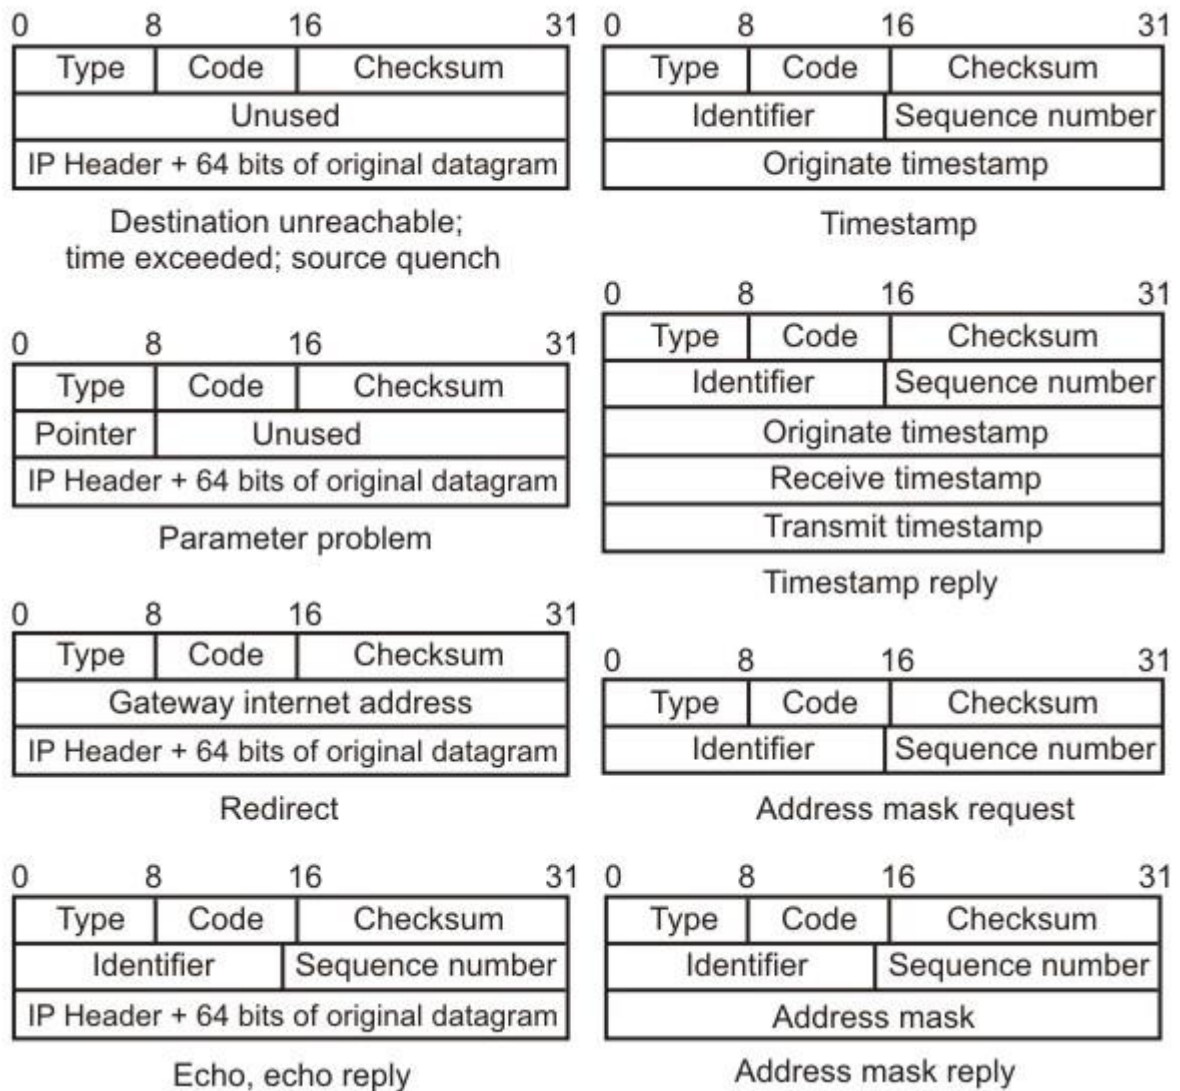 0 8 16 31
Type Code Checksum
Unused
IP Header + 64 bits of original datagram
Destination unreachable;
time exceeded; source quench
0 8 16 31
Type Code Checksum
Pointer Unused
IP Header + 64 bits of original datagram
Parameter problem
0 8 16 31
Type Code Checksum
Gateway internet address
IP Header + 64 bits of original datagram
Redirect
0 8 16 31
Type Code Checksum
Identifier Sequence number
IP Header + 64 bits of original datagram
Echo, echo reply
0 8 16 31
Type Code Checksum
Identifier Sequence number
Originate timestamp
Timestamp
0 8 16 31
Type Code Checksum
Identifier Sequence number
Originate timestamp
Receive timestamp
Transmit timestamp
Timestamp reply
0 8 16 31
Type Code Checksum
Identifier Sequence number
Address mask request
0 8 16 31
Type Code Checksum
Identifier Sequence number
Address mask
Address mask reply